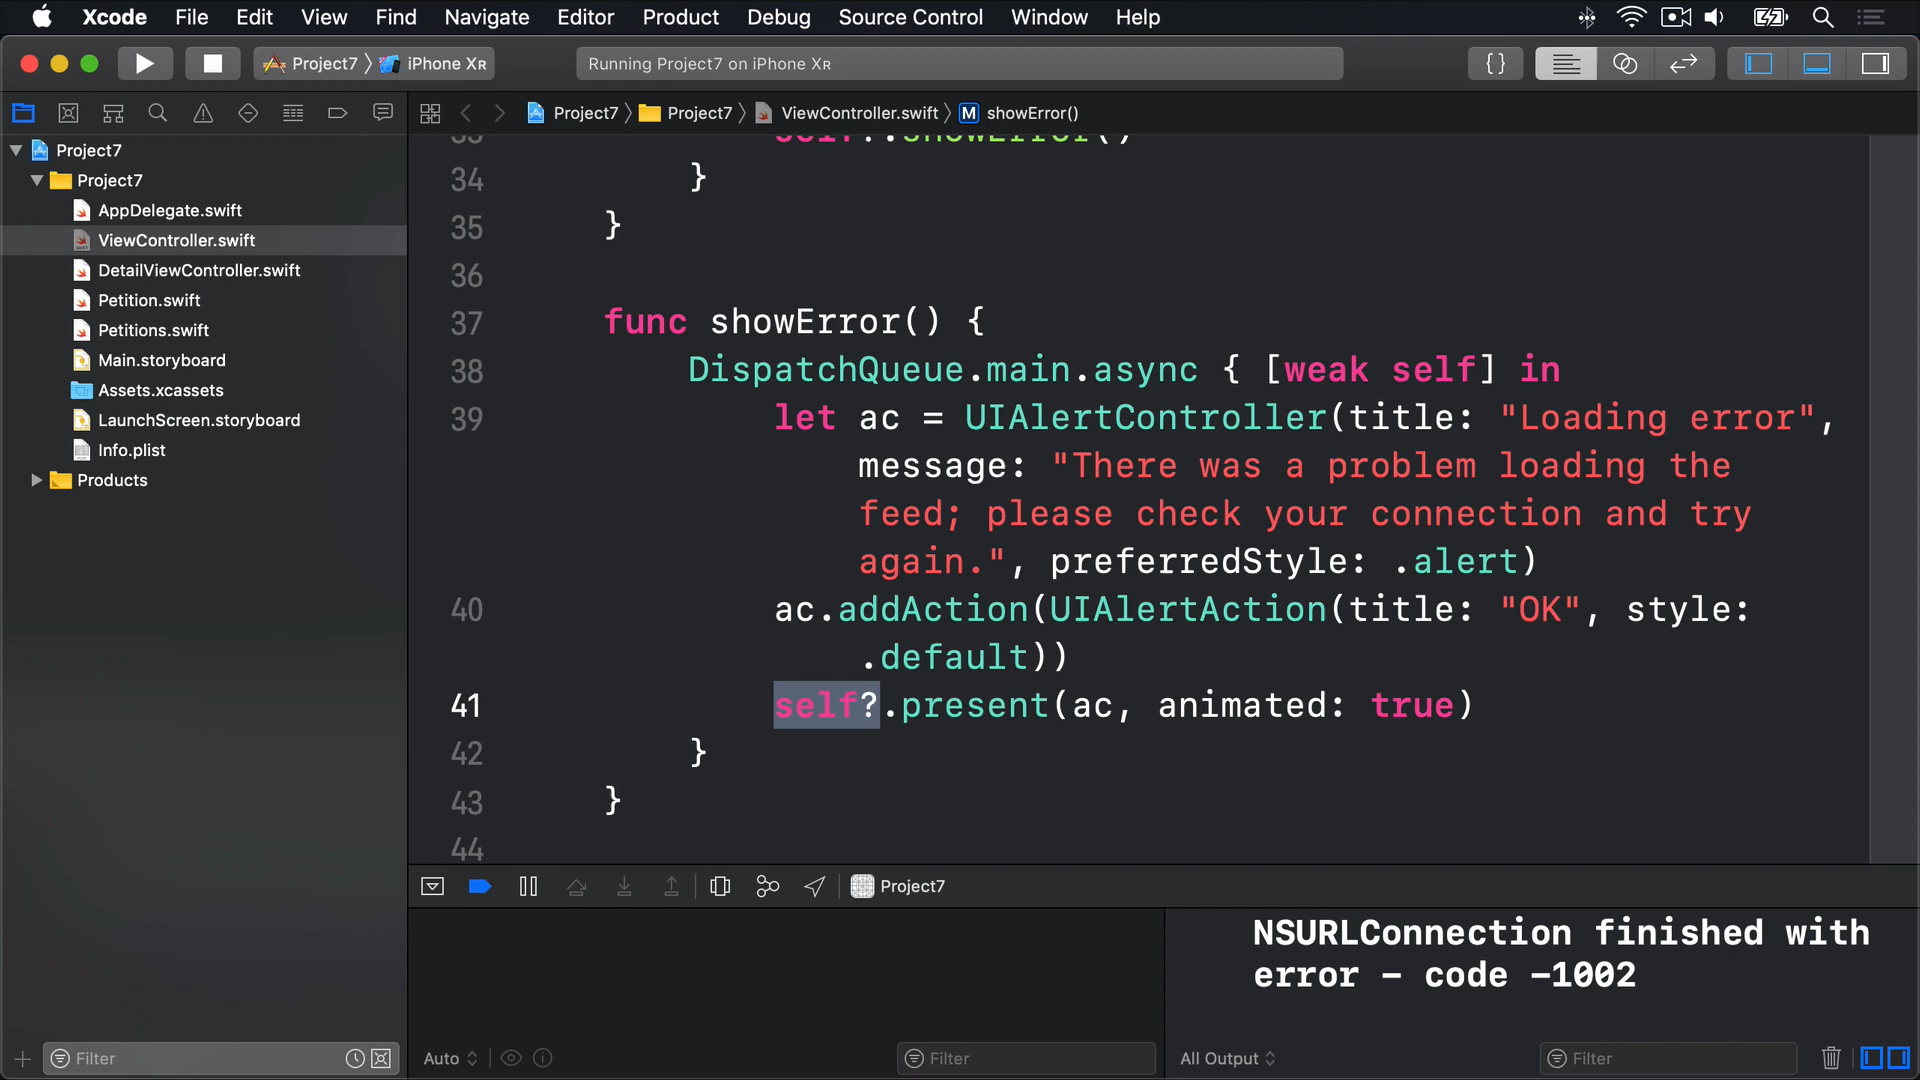 Xcode File Edit View Find Navigate Editor Product Debug Source Control Window Help
Project7 iPhone XR
Running Project7 on iPhone XR
Project7 Project7 ViewController.swift M showError()
Project7
Project7
AppDelegate.swift
ViewController.swift
DetailViewController.swift
Petition.swift
Petitions.swift
Main.storyboard
Assets.xcassets
LaunchScreen.storyboard
Info.plist
Products
33 self?.showError()
34 }
35 }
36
37 func showError() {
38 DispatchQueue.main.async { [weak self] in
39 let ac = UIAlertController(title: "Loading error",
message: "There was a problem loading the
feed; please check your connection and try
again.", preferredStyle: .alert)
40 ac.addAction(UIAlertAction(title: "OK", style:
.default))
41 self?.present(ac, animated: true)
42 }
43 }
44
Project7
NSURLConnection finished with
error - code -1002
Filter Auto Filter All Output Filter